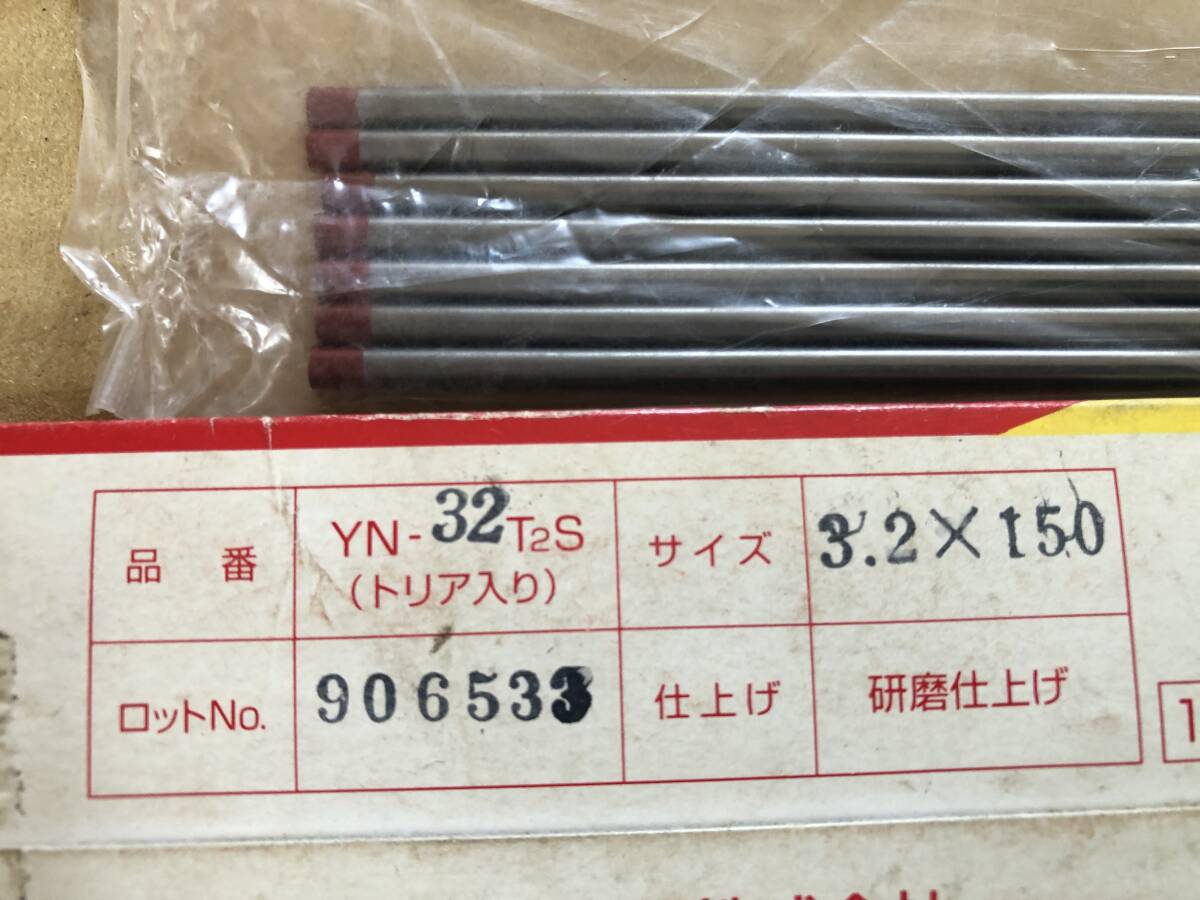 品番 YN-32T2S サイズ 3.2×150
(トリア入り)
ロットNo. 906533 仕上げ 研磨仕上げ
1